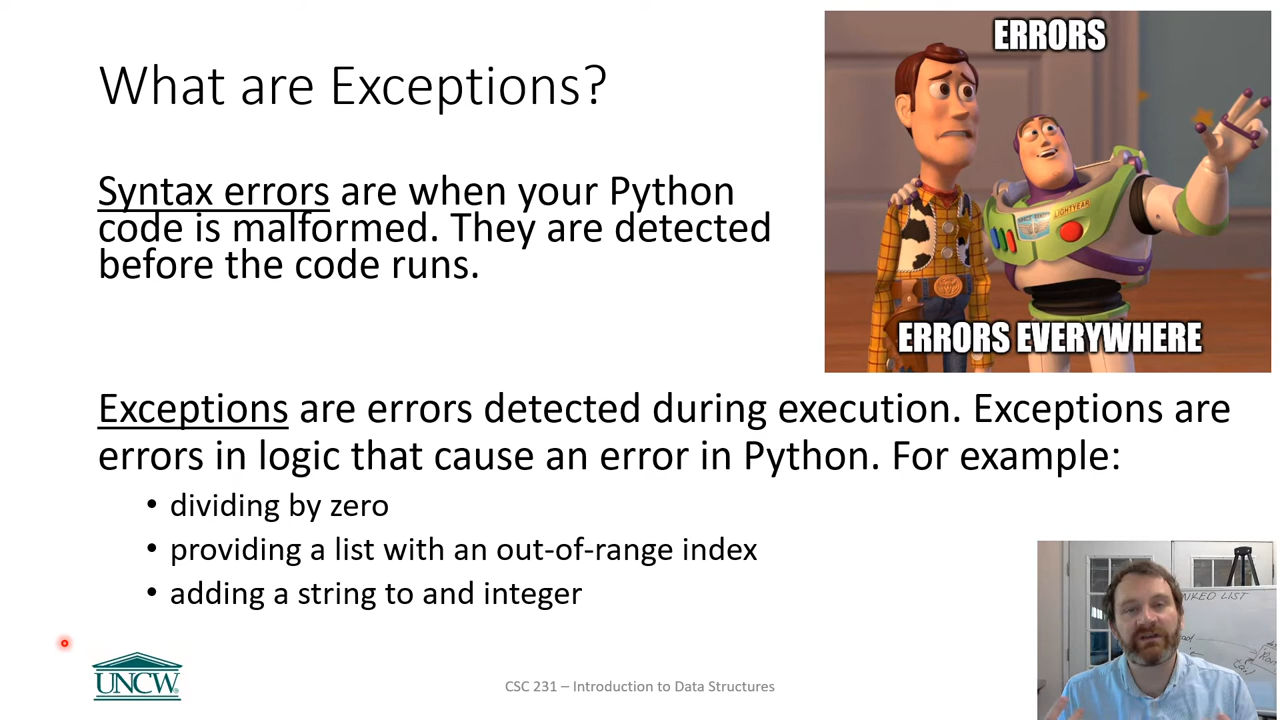 What are Exceptions?
ERRORS
ERRORS EVERYWHERE
LIGHTYEAR
Syntax errors are when your Python
code is malformed. They are detected
before the code runs.
Exceptions are errors detected during execution. Exceptions are
errors in logic that cause an error in Python. For example:
• dividing by zero
• providing a list with an out-of-range index
• adding a string to and integer
LIST
UNCW
CSC 231 – Introduction to Data Structures